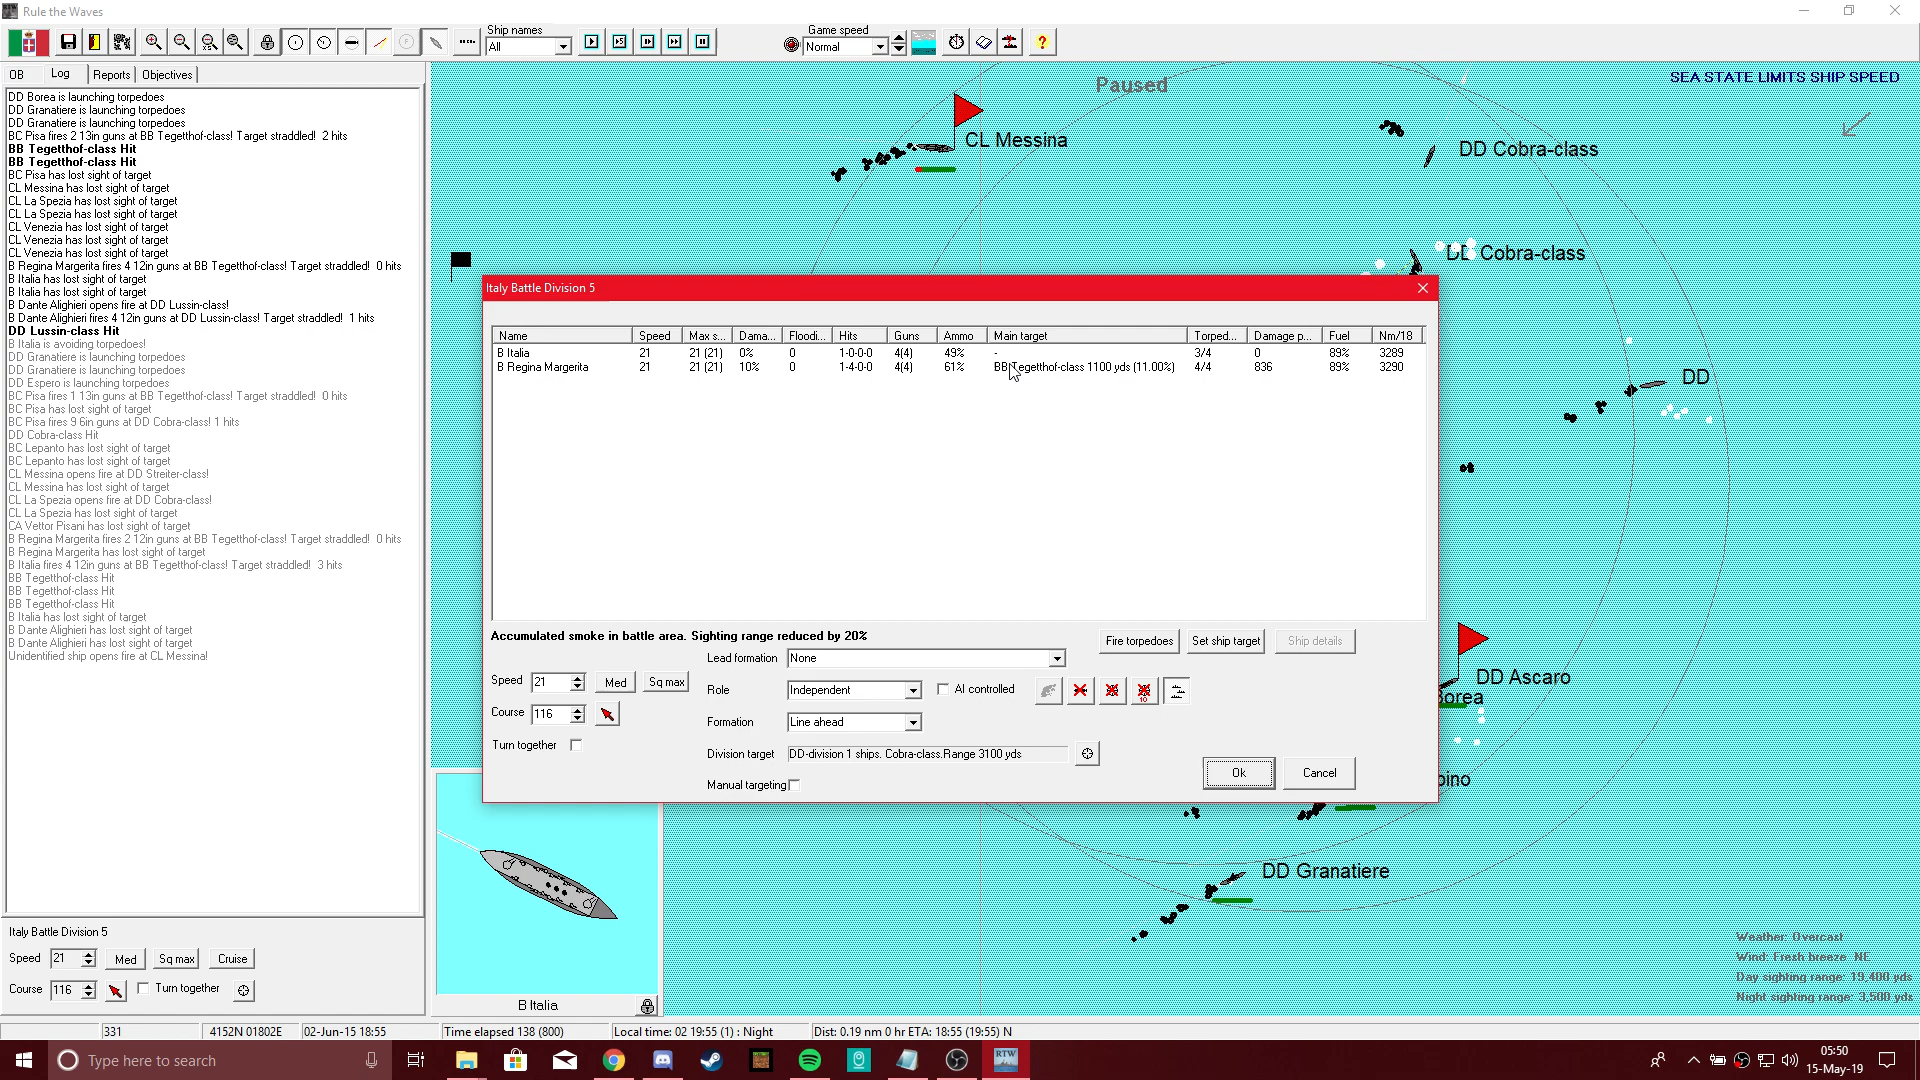 Rule the Waves
Ship names
All
Game speed
Normal
OB
Log
Reports
Objectives
DD Borea is launching torpedoes
DD Granatiere is launching torpedoes
DD Granatiere is launching torpedoes
BC Pisa fires 2 13in guns at BB Tegetthof-class! Target straddled!  2 hits
BB Tegetthof-class Hit
BB Tegetthof-class Hit
BC Pisa has lost sight of target
CL Messina has lost sight of target
CL La Spezia has lost sight of target
CL La Spezia has lost sight of target
CL Venezia has lost sight of target
CL Venezia has lost sight of target
CL Venezia has lost sight of target
B Regina Margerita fires 4 12in guns at BB Tegetthof-class! Target straddled!  0 hits
B Italia has lost sight of target
B Italia has lost sight of target
B Dante Alighieri opens fire at DD Lussin-class!
B Dante Alighieri fires 4 12in guns at DD Lussin-class! Target straddled!  1 hits
DD Lussin-class Hit
B Italia is avoiding torpedoes!
DD Granatiere is launching torpedoes
DD Granatiere is launching torpedoes
DD Espero is launching torpedoes
BC Pisa fires 1 13in guns at BB Tegetthof-class! Target straddled!  0 hits
BC Pisa has lost sight of target
BC Pisa fires 9 6in guns at DD Cobra-class! 1 hits
DD Cobra-class Hit
BC Lepanto has lost sight of target
BC Lepanto has lost sight of target
CL Messina opens fire at DD Streiter-class!
CL Messina has lost sight of target
CL La Spezia opens fire at DD Cobra-class!
CL La Spezia has lost sight of target
CA Vettor Pisani has lost sight of target
B Regina Margerita fires 2 12in guns at BB Tegetthof-class! Target straddled!  0 hits
B Regina Margerita has lost sight of target
B Italia fires 4 12in guns at BB Tegetthof-class! Target straddled!  3 hits
BB Tegetthof-class Hit
BB Tegetthof-class Hit
BB Tegetthof-class Hit
B Italia has lost sight of target
B Dante Alighieri has lost sight of target
B Dante Alighieri has lost sight of target
Unidentified ship opens fire at CL Messina!
Italy Battle Division 5
Speed 21 Med Sq max Cruise
Course 116 Turn together
Paused
SEA STATE LIMITS SHIP SPEED
CL Messina
DD Cobra-class
DD Cobra-class
DD
DD Ascaro
Borea
pino
DD Granatiere
Weather: Overcast
Wind: Fresh breeze  NE
Day sighting range: 19,400 yds
Night sighting range: 3,500 yds
Italy Battle Division 5
Name Speed Max s... Dama... Floodi... Hits Guns Ammo Main target Torped... Damage p... Fuel Nm/18
B Italia 21 21 (21) 0% 0 1-0-0-0 4(4) 49% - 3/4 0 89% 3289
B Regina Margerita 21 21 (21) 10% 0 1-4-0-0 4(4) 61% BB Tegetthof-class 1100 yds (11.00%) 4/4 836 89% 3290
Accumulated smoke in battle area. Sighting range reduced by 20%
Fire torpedoes Set ship target Ship details
Lead formation None
Speed 21 Med Sq max
Role Independent AI controlled
10
Course 116
Formation Line ahead
Turn together
Division target DD-division 1 ships. Cobra-class.Range 3100 yds
Manual targeting
Ok Cancel
B Italia
331 4152N 01802E 02-Jun-15 18:55 Time elapsed 138 (800) Local time: 02 19:55 (1) : Night Dist: 0.19 nm 0 hr ETA: 18:55 (19:55) N
Type here to search
RTW
05:50
15-May-19